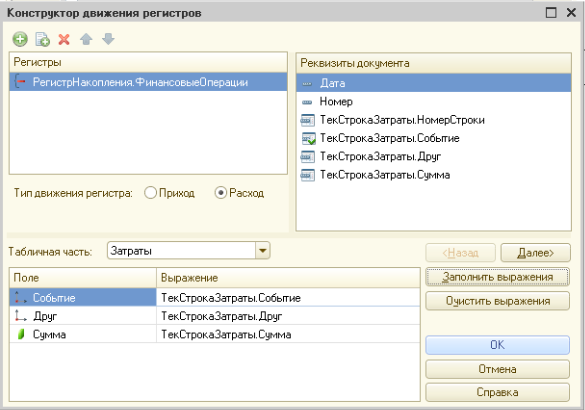 Конструктор движения регистров
Регистры
РегистрНакопления.ФинансовыеОперации
Тип движения регистра: Приход Расход
Реквизиты документа
Дата
Номер
ТекСтрокаЗатраты.НомерСтроки
ТекСтрокаЗатраты.Событие
ТекСтрокаЗатраты.Друг
ТекСтрокаЗатраты.Сумма
Табличная часть: Затраты
<Назад Далее>
Поле Выражение
Событие ТекСтрокаЗатраты.Событие
Друг ТекСтрокаЗатраты.Друг
Сумма ТекСтрокаЗатраты.Сумма
Заполнить выражения
Очистить выражения
OK
Отмена
Справка